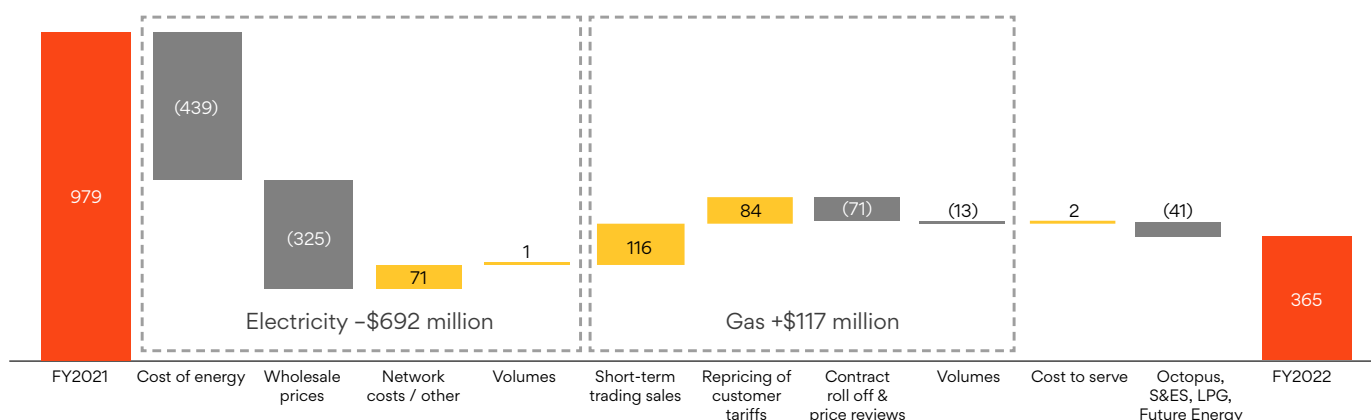 979
(439)
(325)
71
1
116
84
(71)
(13)
2
(41)
365
Electricity –$692 million
Gas +$117 million
FY2021
Cost of energy
Wholesale
prices
Network
costs / other
Volumes
Short-term
trading sales
Repricing of
customer
tariffs
Contract
roll off &
price reviews
Volumes
Cost to serve
Octopus,
S&ES, LPG,
Future Energy
FY2022